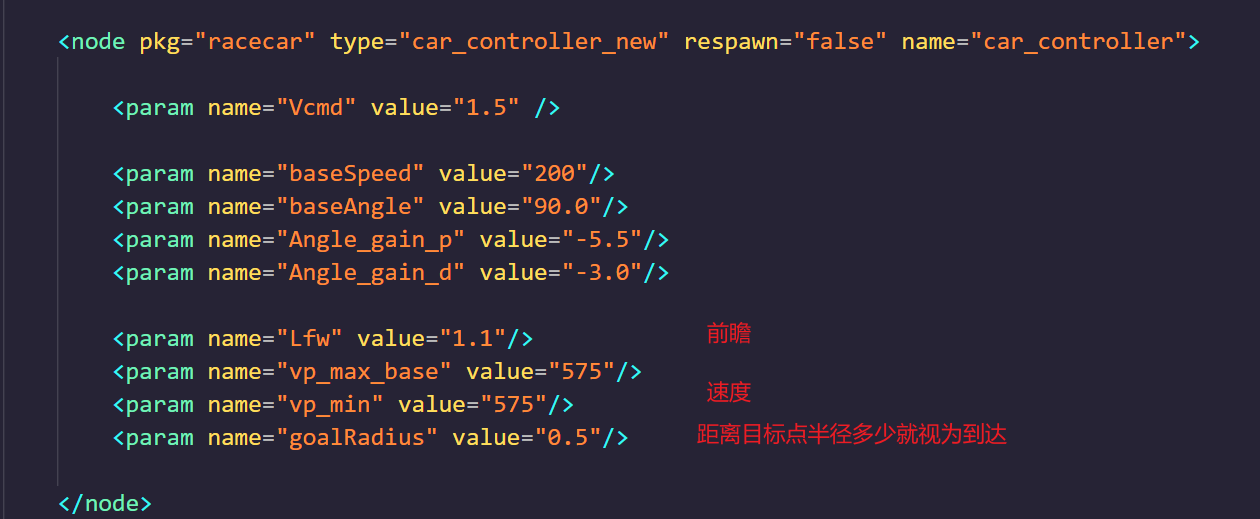 <node pkg="racecar" type="car_controller_new" respawn="false" name="car_controller">
<param name="Vcmd" value="1.5" />
<param name="baseSpeed" value="200"/>
<param name="baseAngle" value="90.0"/>
<param name="Angle_gain_p" value="-5.5"/>
<param name="Angle_gain_d" value="-3.0"/>
<param name="Lfw" value="1.1"/> 前瞻
<param name="vp_max_base" value="575"/>
<param name="vp_min" value="575"/> 速度
<param name="goalRadius" value="0.5"/> 距离目标点半径多少就视为到达
</node>